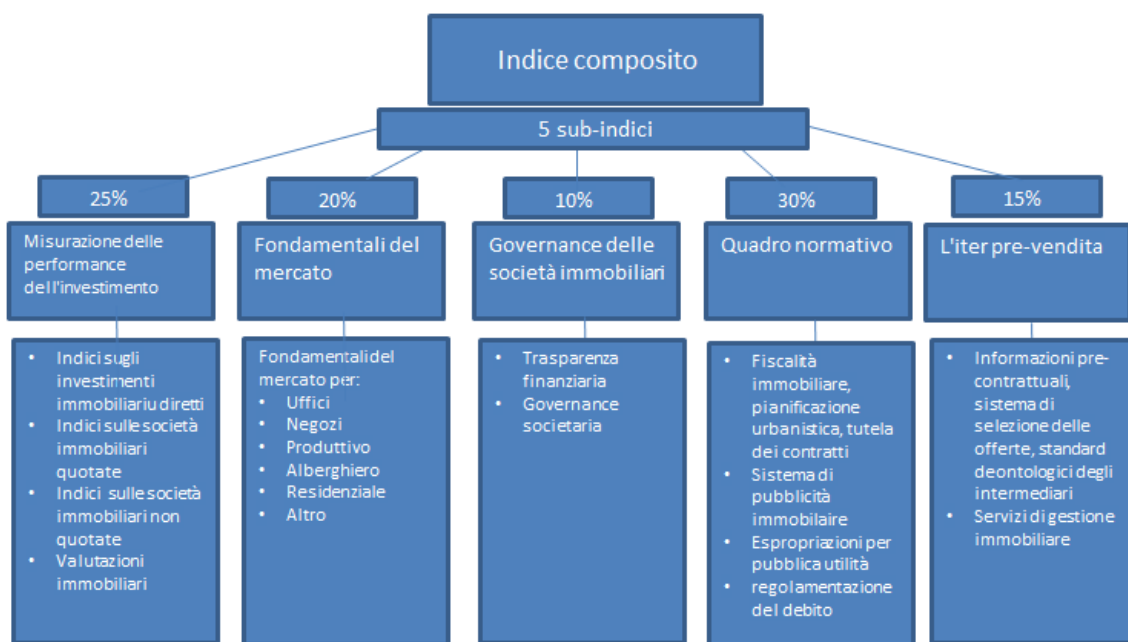 Indice composito
5 sub-indici
25%
20%
10%
30%
15%
Misurazione delle
performance
dell'investimento
Fondamentali del
mercato
Governance delle
società immobiliari
Quadro normativo
L'iter pre-vendita
• Indici sugli
investimenti
immobiliariu diretti
• Indici sulle società
immobiliari
quotate
• Indici sulle società
immobiliari non
quotate
• Valutazioni
immobiliari
Fondamentali del
mercato per:
• Uffici
• Negozi
• Produttivo
• Alberghiero
• Residenziale
• Altro
• Trasparenza
finanziaria
• Governance
societaria
• Fiscalità
immobiliare,
pianificazione
urbanistica, tutela
dei contratti
• Sistema di
pubblicità
immobilaire
• Espropriazioni per
pubblica utilità
• regolamentazione
del debito
• Informazioni pre-
contrattuali,
sistema di
selezione delle
offerte, standard
deontologici degli
intermediari
• Servizi di gestione
immobiliare